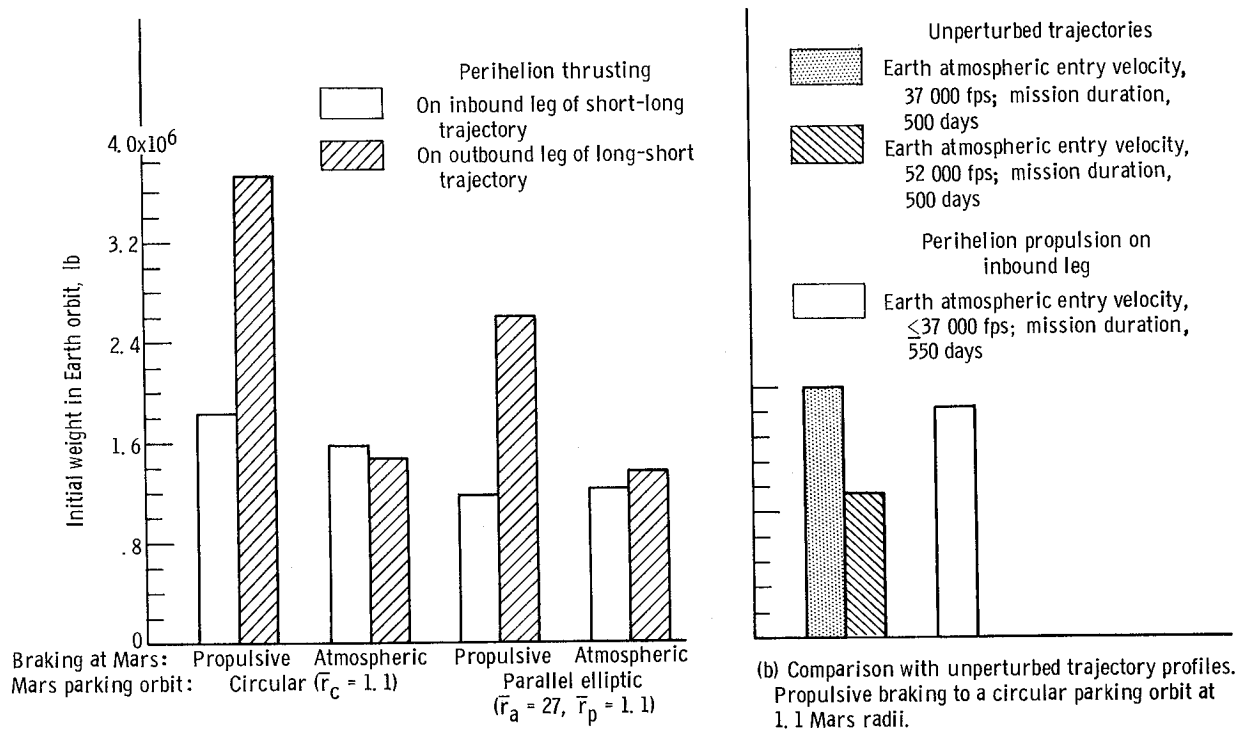 Perihelion thrusting
On inbound leg of short-long
trajectory
On outbound leg of long-short
trajectory
4.0x10⁶
3.2
2.4
1.6
.8
0
Initial weight in Earth orbit, lb
Braking at Mars: Propulsive Atmospheric Propulsive Atmospheric
Mars parking orbit: Circular (r̅c = 1.1) Parallel elliptic
(r̅a = 27, r̅p = 1.1)
Unperturbed trajectories
Earth atmospheric entry velocity,
37 000 fps; mission duration,
500 days
Earth atmospheric entry velocity,
52 000 fps; mission duration,
500 days
Perihelion propulsion on
inbound leg
Earth atmospheric entry velocity,
≤37 000 fps; mission duration,
550 days
(b) Comparison with unperturbed trajectory profiles.
Propulsive braking to a circular parking orbit at
1.1 Mars radii.